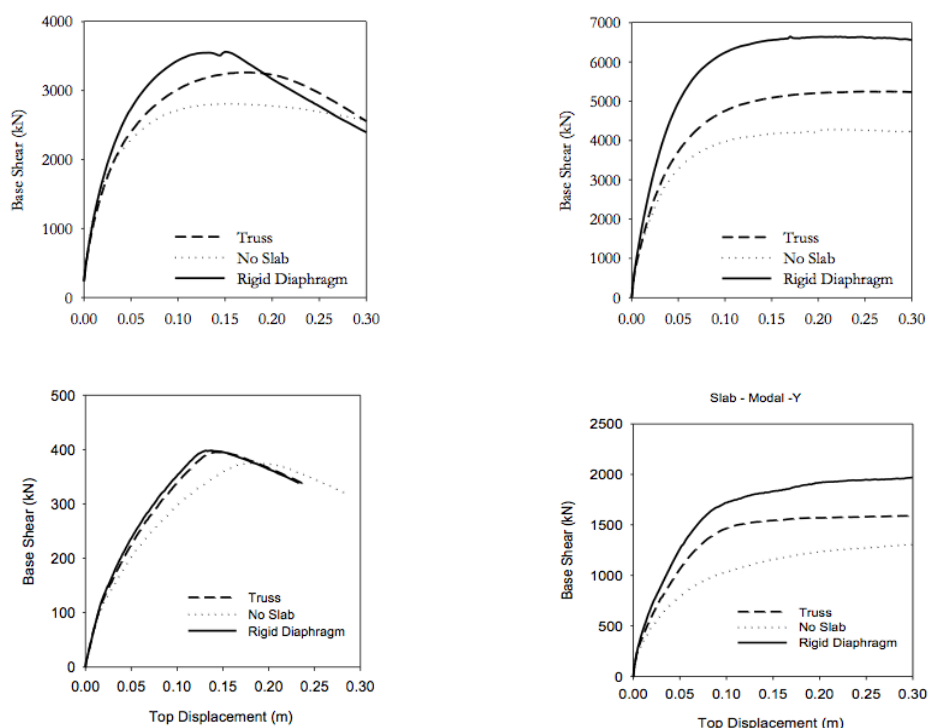 4000
3000
2000
1000
0
Base Shear (kN)
Truss
No Slab
Rigid Diaphragm
0.00 0.05 0.10 0.15 0.20 0.25 0.30
7000
6000
5000
4000
3000
2000
1000
0
Base Shear (kN)
Truss
No Slab
Rigid Diaphragm
0.00 0.05 0.10 0.15 0.20 0.25 0.30
500
400
300
200
100
0
Base Shear (kN)
Truss
No Slab
Rigid Diaphragm
0.00 0.05 0.10 0.15 0.20 0.25 0.30
Top Displacement (m)
Slab - Modal -Y
2500
2000
1500
1000
500
0
Base Shear (kN)
Truss
No Slab
Rigid Diaphragm
0.00 0.05 0.10 0.15 0.20 0.25 0.30
Top Displacement (m)